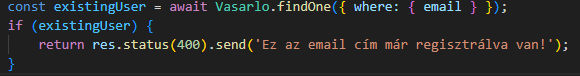 const existingUser = await Vasarlo.findOne({ where: { email } });
if (existingUser) {
    return res.status(400).send('Ez az email cím már regisztrálva van!');
}